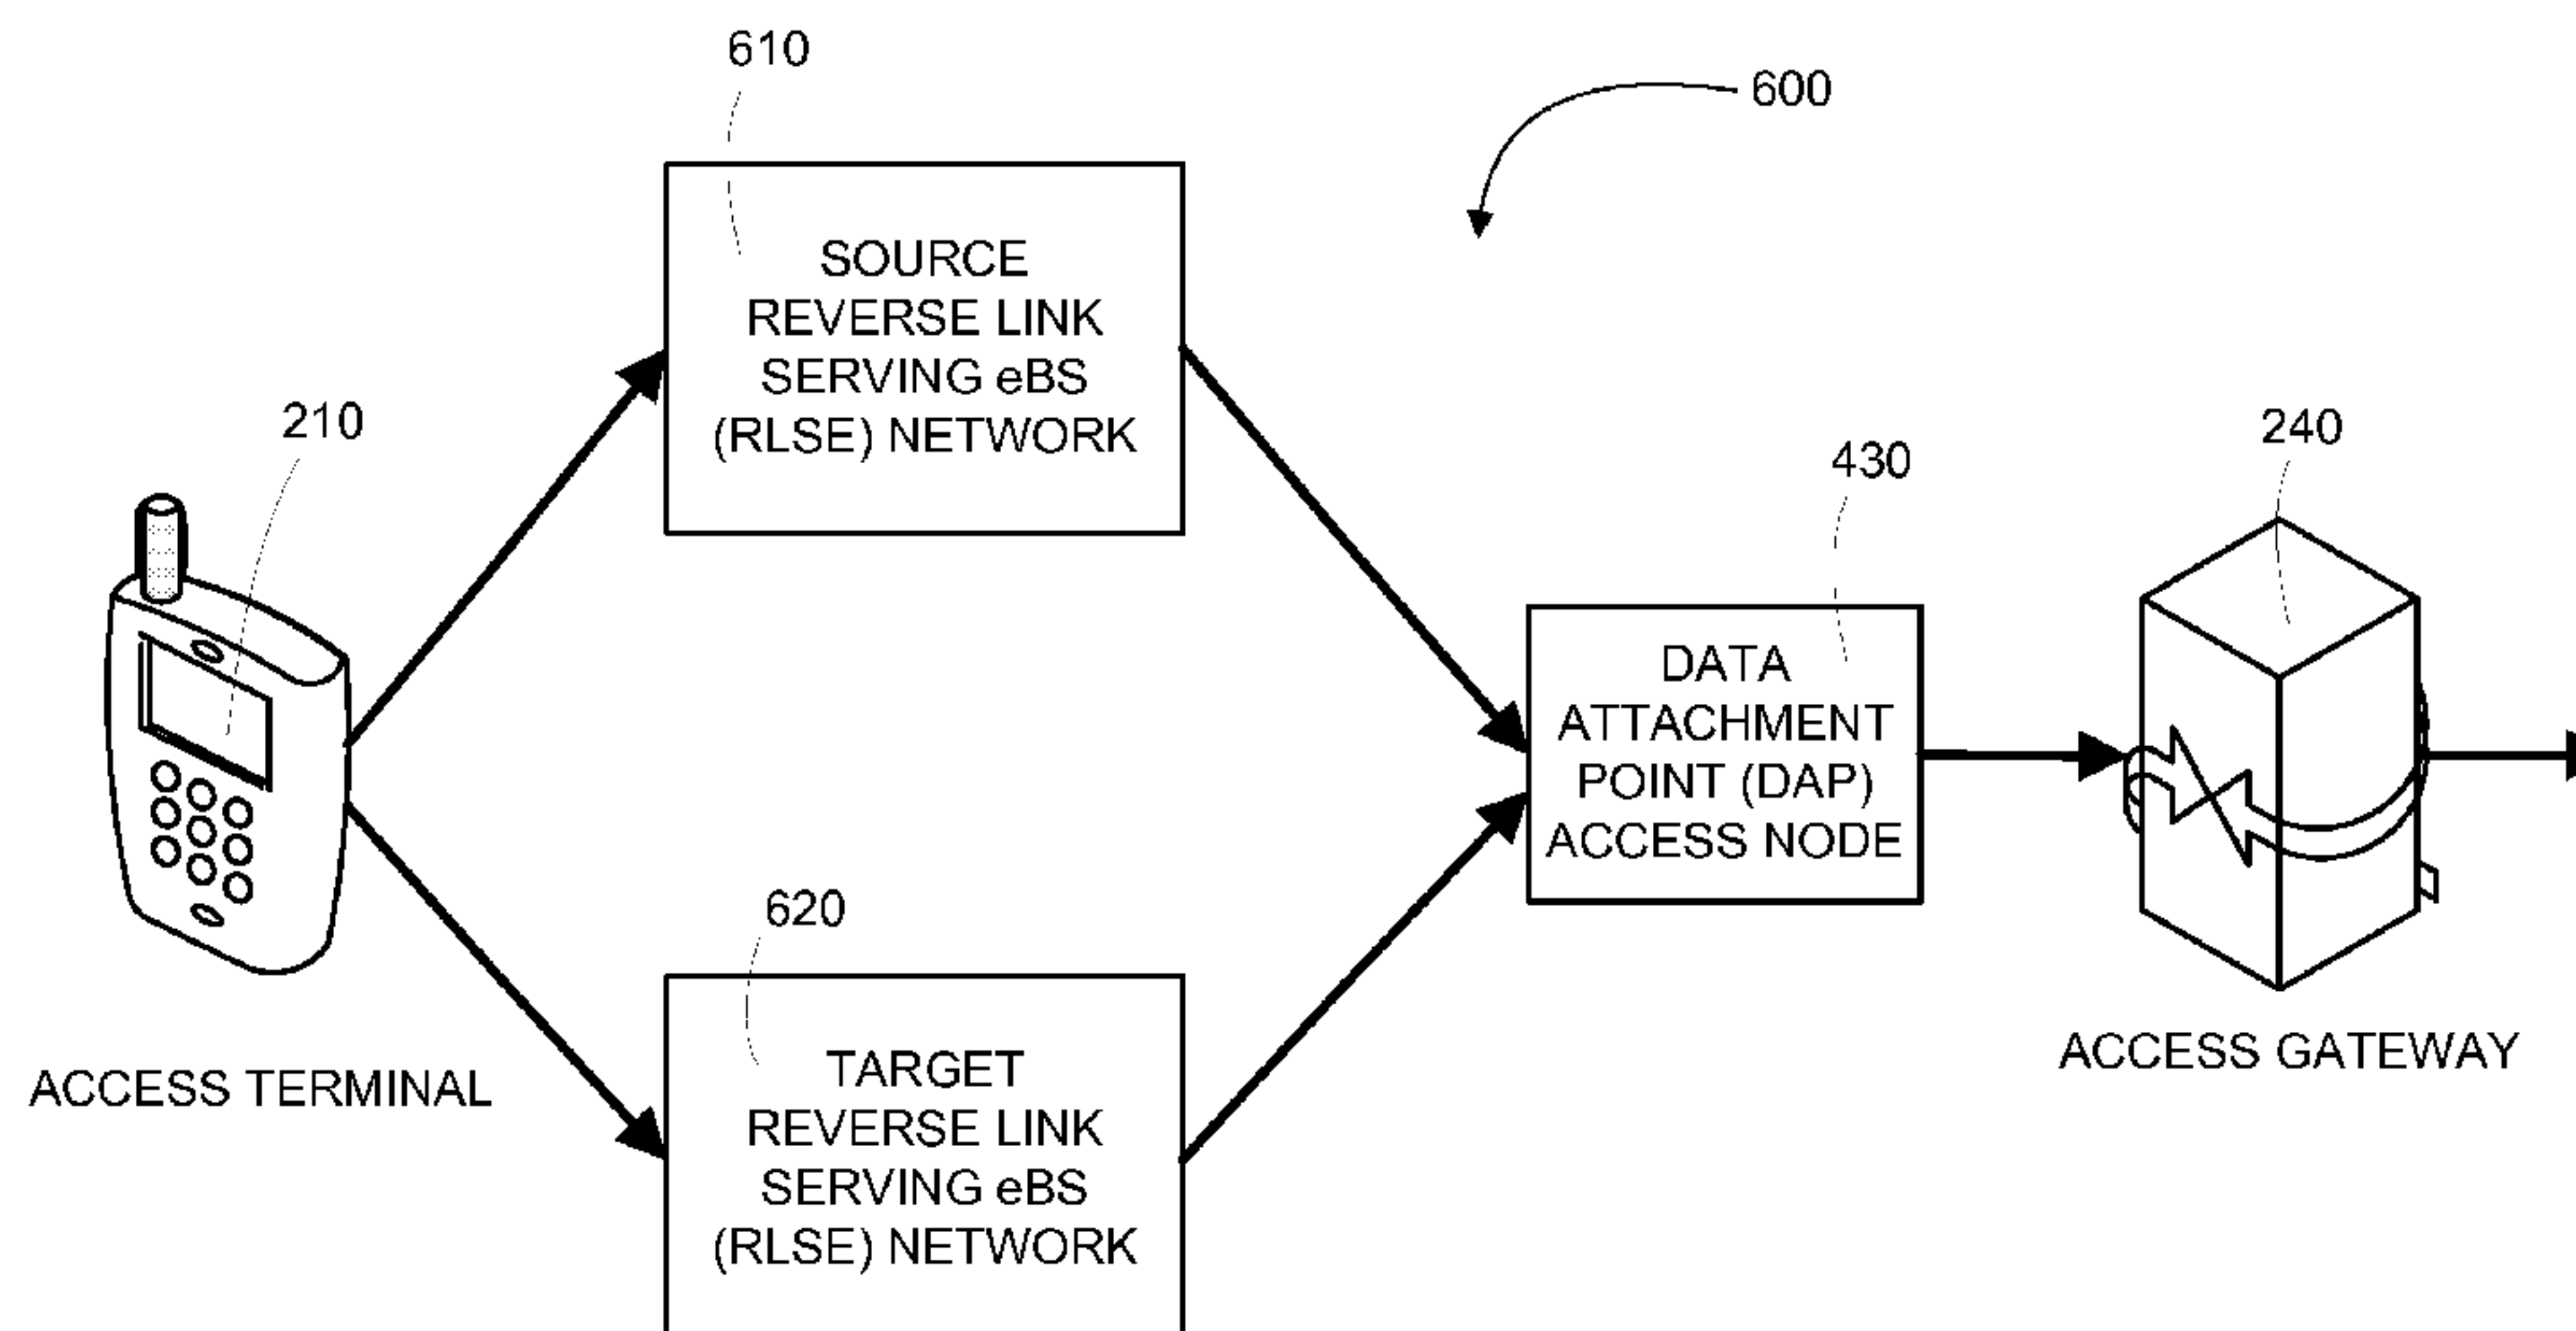 610
600
SOURCE
REVERSE LINK
SERVING eBS
(RLSE) NETWORK
210
240
430
DATA
ATTACHMENT
POINT (DAP)
ACCESS NODE
620
TARGET
REVERSE LINK
SERVING eBS
(RLSE) NETWORK
ACCESS TERMINAL
ACCESS GATEWAY